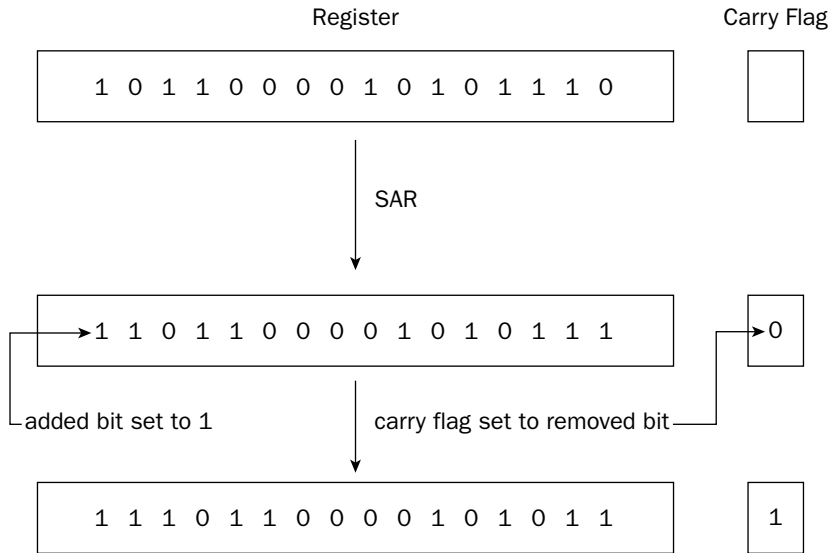 Register Carry Flag
1 0 1 1 0 0 0 0 1 0 1 0 1 1 1 0
SAR
1 1 0 1 1 0 0 0 0 1 0 1 0 1 1 1 0
added bit set to 1 carry flag set to removed bit
1 1 1 0 1 1 0 0 0 0 1 0 1 0 1 1 1